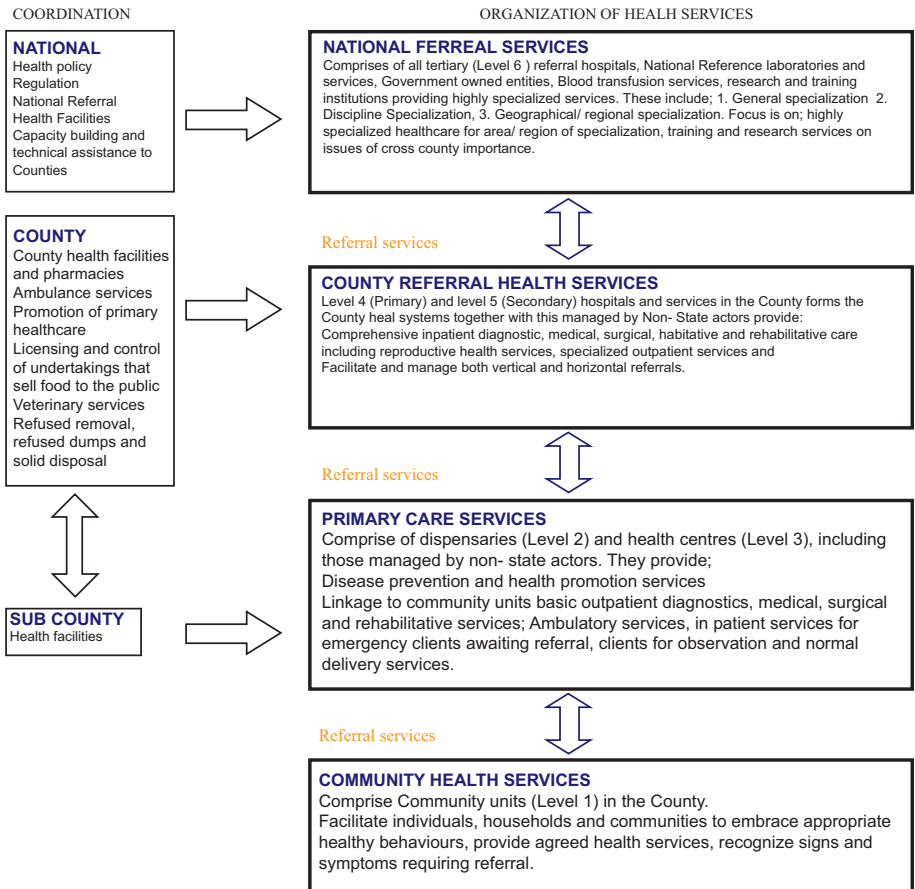 COORDINATION
ORGANIZATION OF HEALH SERVICES
NATIONAL
Health policy
Regulation
National Referral
Health Facilities
Capacity building and
technical assistance to
Counties
NATIONAL FERREAL SERVICES
Comprises of all tertiary (Level 6 ) referral hospitals, National Reference laboratories and
services, Government owned entities, Blood transfusion services, research and training
institutions providing highly specialized services. These include; 1. General specialization 2.
Discipline Specialization, 3. Geographical/ regional specialization. Focus is on; highly
specialized healthcare for area/ region of specialization, training and research services on
issues of cross county importance.
Referral services
COUNTY
County health facilities
and pharmacies
Ambulance services
Promotion of primary
healthcare
Licensing and control
of undertakings that
sell food to the public
Veterinary services
Refused removal,
refused dumps and
solid disposal
COUNTY REFERRAL HEALTH SERVICES
Level 4 (Primary) and level 5 (Secondary) hospitals and services in the County forms the
County heal systems together with this managed by Non- State actors provide:
Comprehensive inpatient diagnostic, medical, surgical, habitative and rehabilitative care
including reproductive health services, specialized outpatient services and
Facilitate and manage both vertical and horizontal referrals.
Referral services
SUB COUNTY
Health facilities
PRIMARY CARE SERVICES
Comprise of dispensaries (Level 2) and health centres (Level 3), including
those managed by non- state actors. They provide;
Disease prevention and health promotion services
Linkage to community units basic outpatient diagnostics, medical, surgical
and rehabilitative services; Ambulatory services, in patient services for
emergency clients awaiting referral, clients for observation and normal
delivery services.
Referral services
COMMUNITY HEALTH SERVICES
Comprise Community units (Level 1) in the County.
Facilitate individuals, households and communities to embrace appropriate
healthy behaviours, provide agreed health services, recognize signs and
symptoms requiring referral.